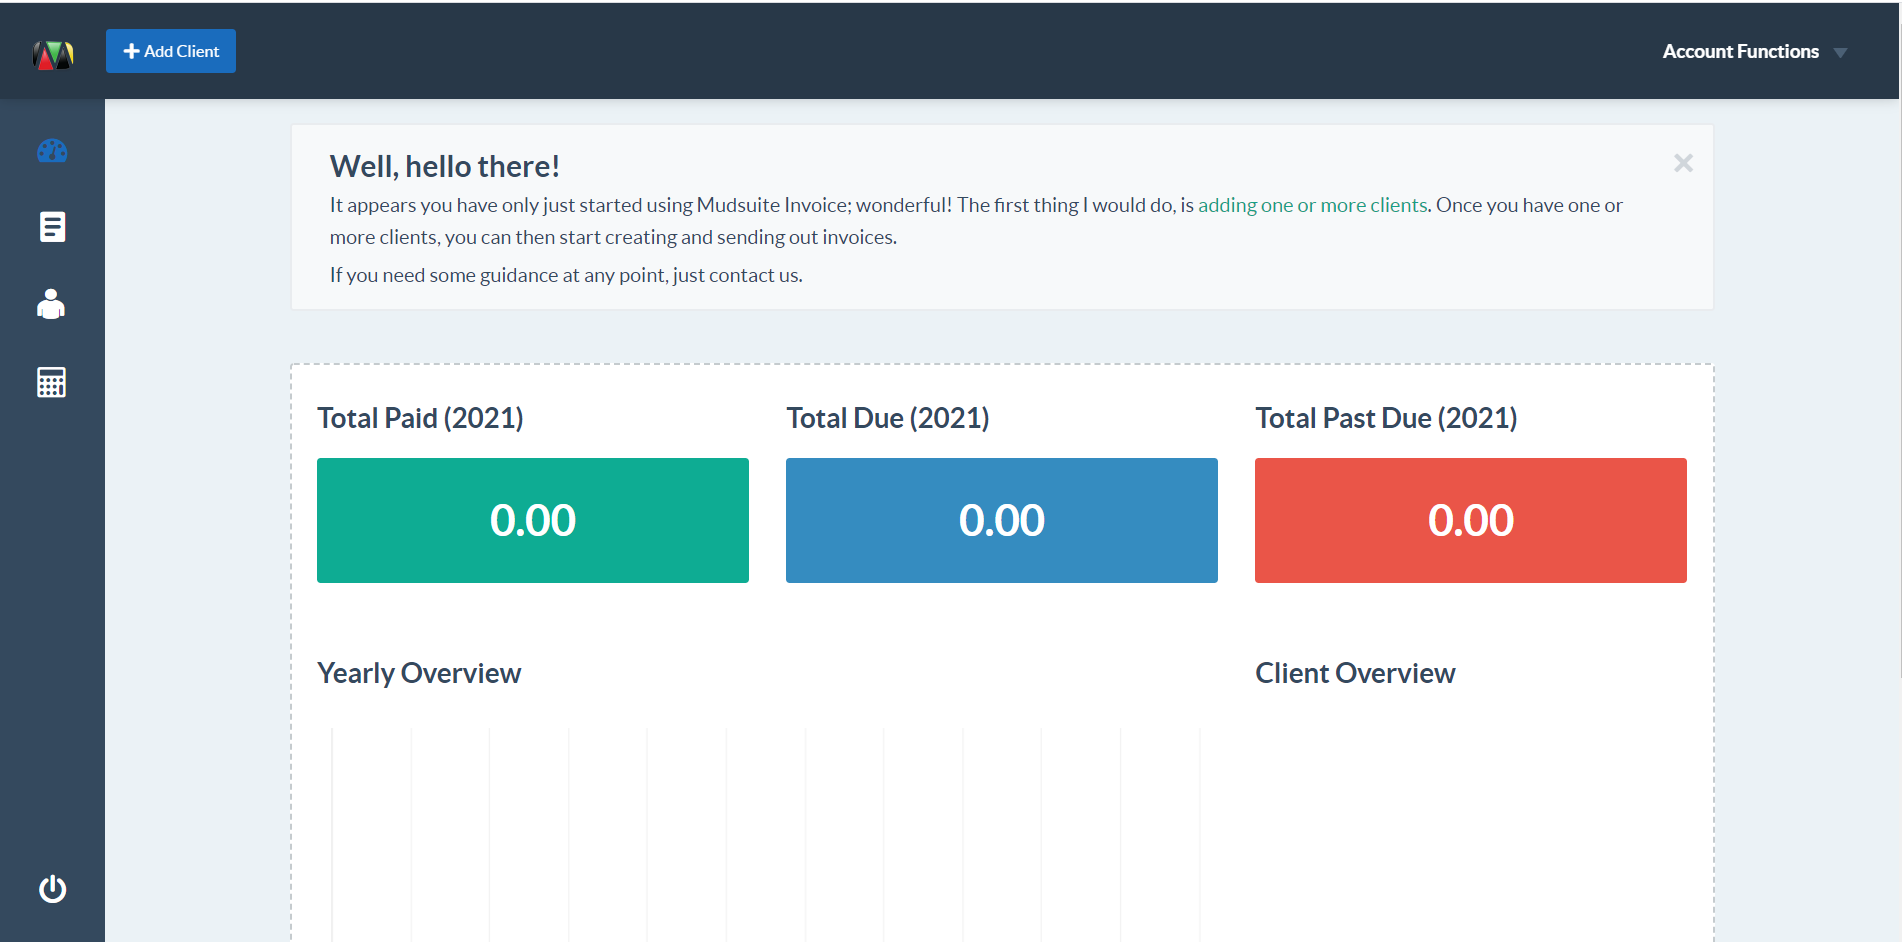 Add Client
Account Functions
Well, hello there!
It appears you have only just started using Mudsuite Invoice; wonderful! The first thing I would do, is adding one or more clients. Once you have one or
more clients, you can then start creating and sending out invoices.
If you need some guidance at any point, just contact us.
Total Paid (2021)
Total Due (2021)
Total Past Due (2021)
0.00
0.00
0.00
Yearly Overview
Client Overview